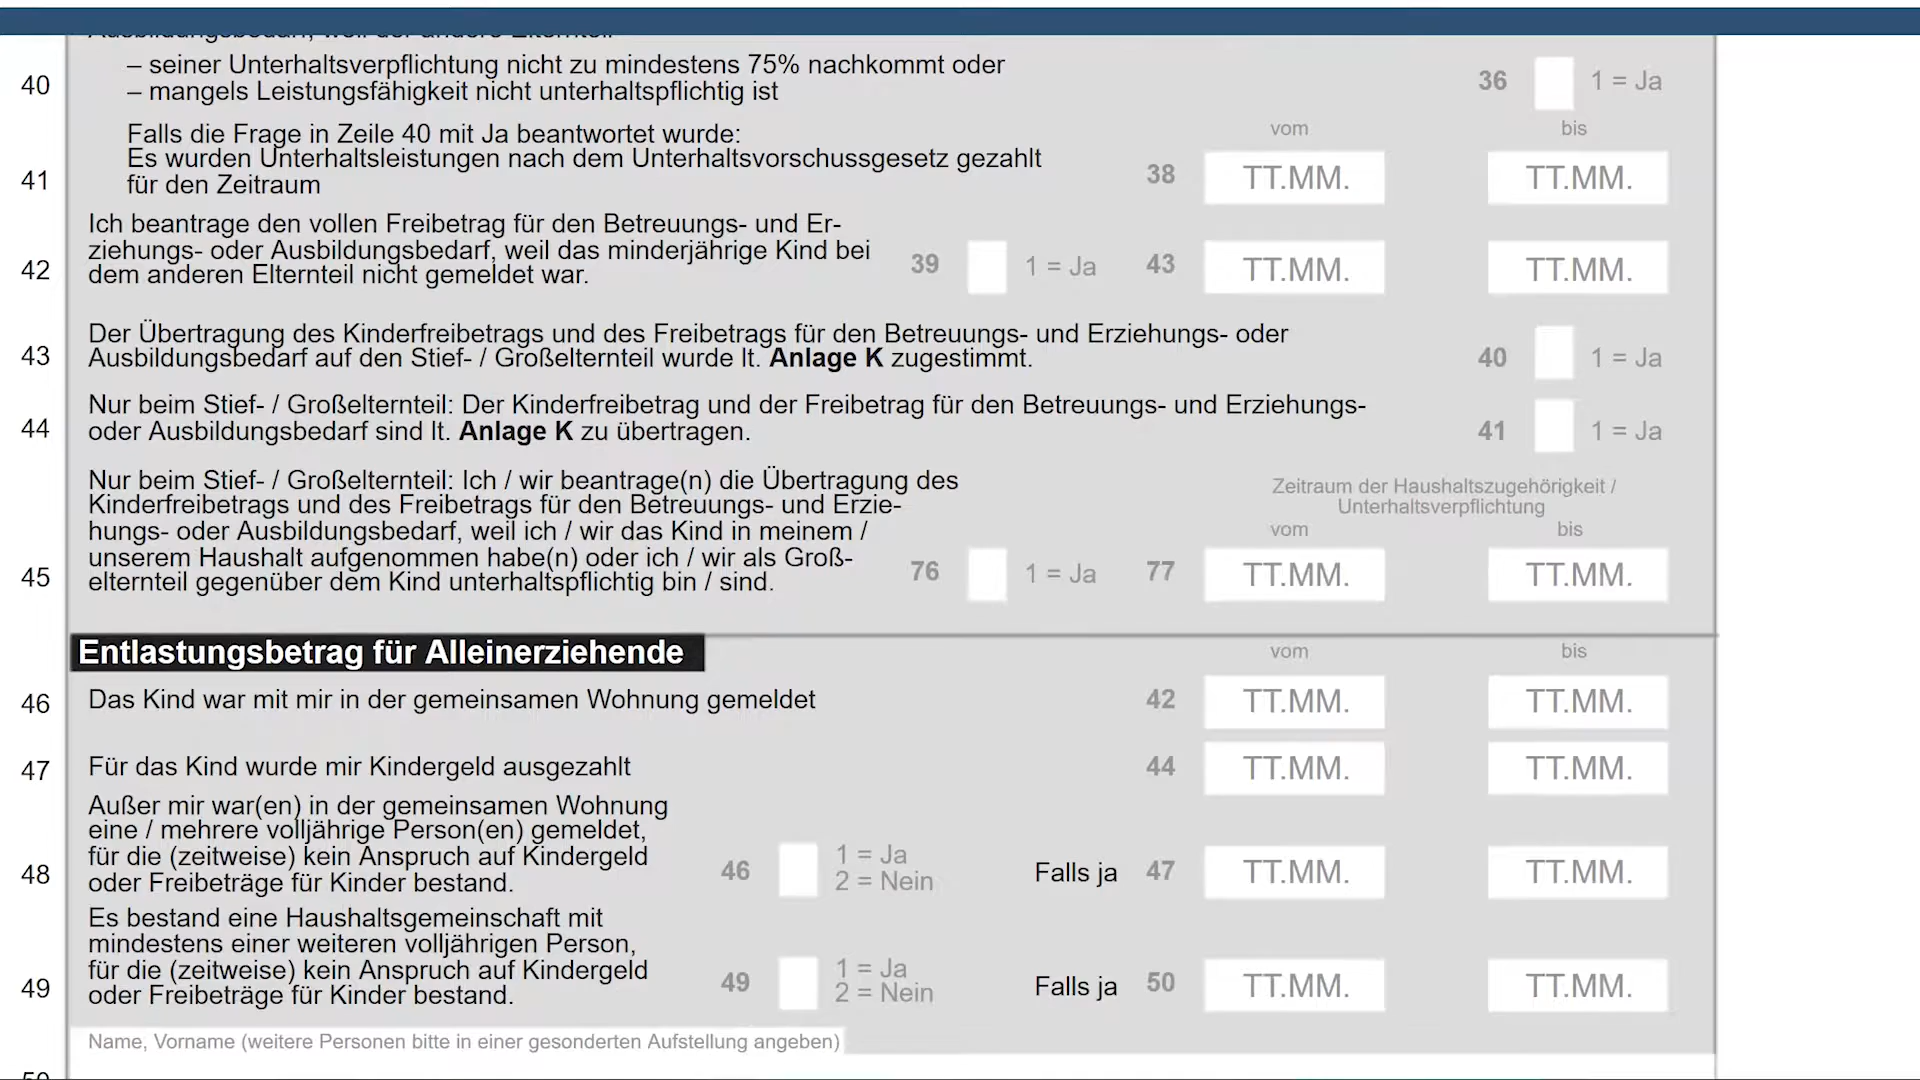 – seiner Unterhaltsverpflichtung nicht zu mindestens 75% nachkommt oder
40 – mangels Leistungsfähigkeit nicht unterhaltspflichtig ist 36 1 = Ja
Falls die Frage in Zeile 40 mit Ja beantwortet wurde: vom bis
Es wurden Unterhaltsleistungen nach dem Unterhaltsvorschussgesetz gezahlt
41 für den Zeitraum 38 TT.MM. TT.MM.
Ich beantrage den vollen Freibetrag für den Betreuungs- und Er-
ziehungs- oder Ausbildungsbedarf, weil das minderjährige Kind bei
42 dem anderen Elternteil nicht gemeldet war. 39 1 = Ja 43 TT.MM. TT.MM.
Der Übertragung des Kinderfreibetrags und des Freibetrags für den Betreuungs- und Erziehungs- oder
43 Ausbildungsbedarf auf den Stief- / Großelternteil wurde lt. Anlage K zugestimmt. 40 1 = Ja
Nur beim Stief- / Großelternteil: Der Kinderfreibetrag und der Freibetrag für den Betreuungs- und Erziehungs-
44 oder Ausbildungsbedarf sind lt. Anlage K zu übertragen. 41 1 = Ja
Nur beim Stief- / Großelternteil: Ich / wir beantrage(n) die Übertragung des
Kinderfreibetrags und des Freibetrags für den Betreuungs- und Erzie-
hungs- oder Ausbildungsbedarf, weil ich / wir das Kind in meinem /
unserem Haushalt aufgenommen habe(n) oder ich / wir als Groß-
45 elternteil gegenüber dem Kind unterhaltspflichtig bin / sind. 76 1 = Ja 77 TT.MM. TT.MM.
Zeitraum der Haushaltszugehörigkeit /
Unterhaltsverpflichtung
vom bis
Entlastungsbetrag für Alleinerziehende vom bis
46 Das Kind war mit mir in der gemeinsamen Wohnung gemeldet 42 TT.MM. TT.MM.
47 Für das Kind wurde mir Kindergeld ausgezahlt 44 TT.MM. TT.MM.
Außer mir war(en) in der gemeinsamen Wohnung
eine / mehrere volljährige Person(en) gemeldet,
für die (zeitweise) kein Anspruch auf Kindergeld
48 oder Freibeträge für Kinder bestand. 46 1 = Ja 2 = Nein Falls ja 47 TT.MM. TT.MM.
Es bestand eine Haushaltsgemeinschaft mit
mindestens einer weiteren volljährigen Person,
für die (zeitweise) kein Anspruch auf Kindergeld
49 oder Freibeträge für Kinder bestand. 49 1 = Ja 2 = Nein Falls ja 50 TT.MM. TT.MM.
Name, Vorname (weitere Personen bitte in einer gesonderten Aufstellung angeben)